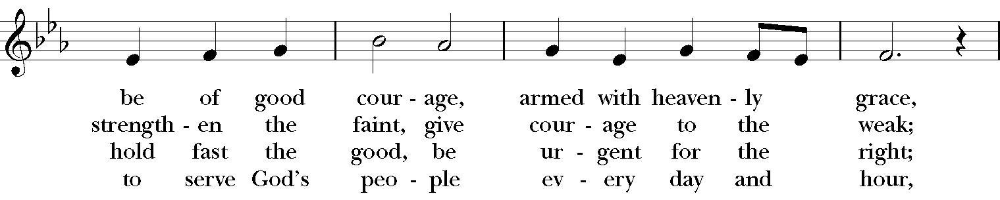 be of good cour - age, armed with heaven - ly grace,
strength - en the faint, give cour - age to the weak;
hold fast the good, be ur - gent for the right;
to serve God's peo - ple ev - ery day and hour,